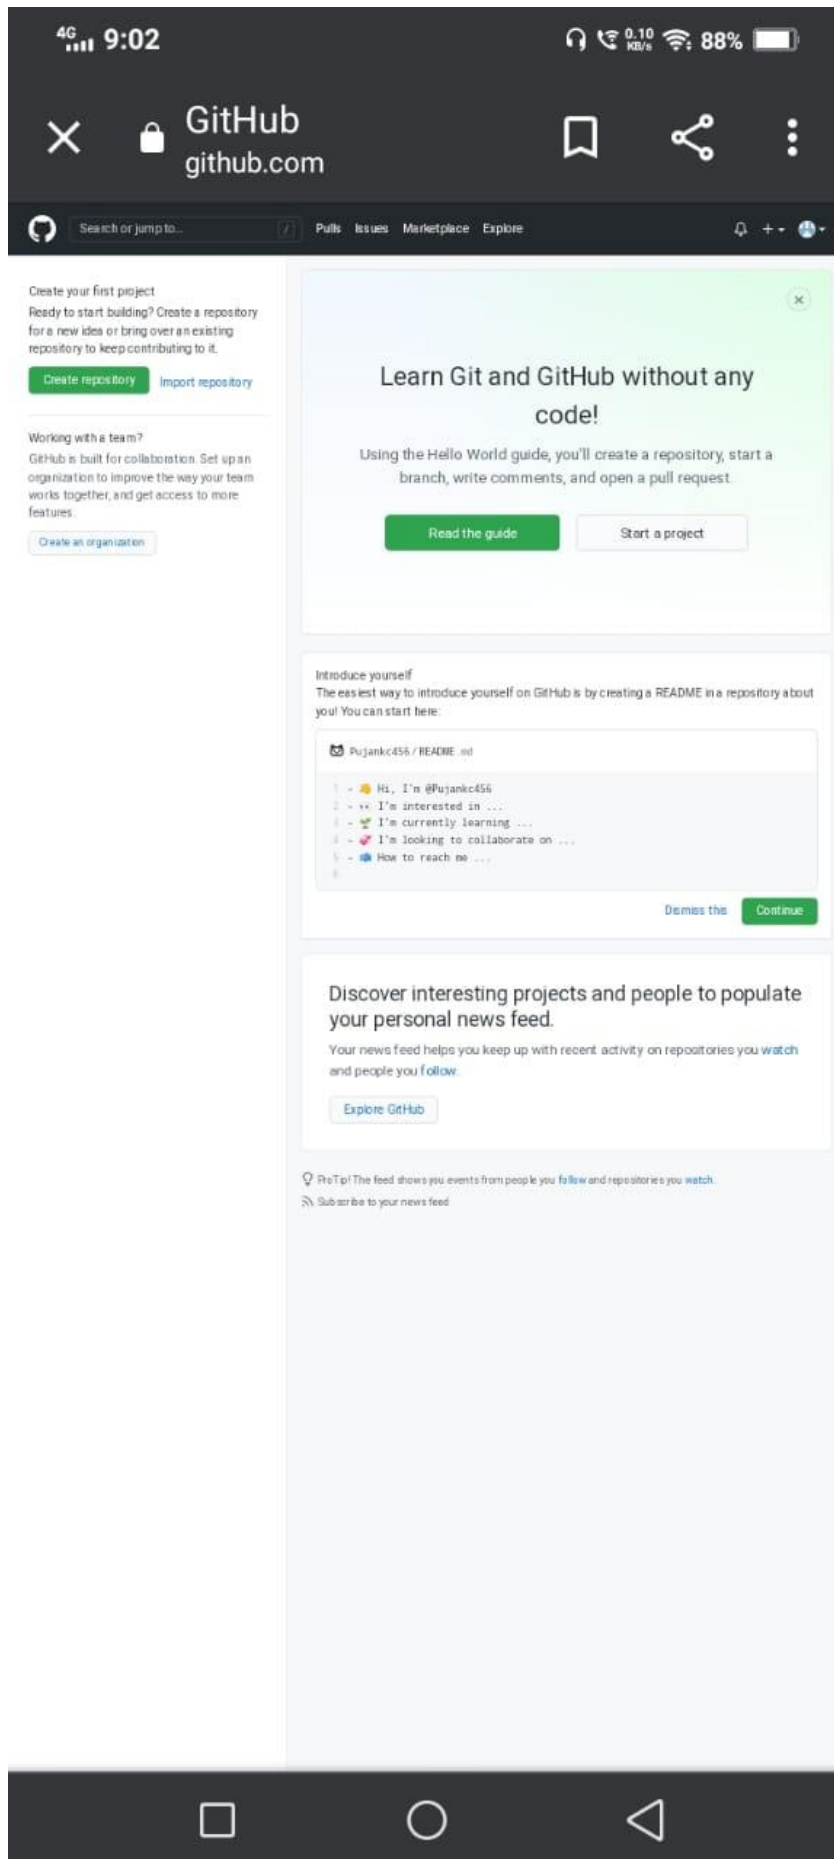 4G 9:02 0.10 KB/s 88%
GitHub
github.com
Search or jump to... / Pulls Issues Marketplace Explore
Create your first project
Ready to start building? Create a repository
for a new idea or bring over an existing
repository to keep contributing to it.
Create repository Import repository
Working with a team?
GitHub is built for collaboration. Set up an
organization to improve the way your team
works together, and get access to more
features.
Create an organization
Learn Git and GitHub without any
code!
Using the Hello World guide, you'll create a repository, start a
branch, write comments, and open a pull request.
Read the guide Start a project
Introduce yourself
The easiest way to introduce yourself on GitHub is by creating a README in a repository about
you! You can start here:
Pujankc456 / README.md
1 - 👋 Hi, I'm @Pujankc456
2 - 👀 I'm interested in ...
3 - 🌱 I'm currently learning ...
4 - 💞️ I'm looking to collaborate on ...
5 - 📫 How to reach me ...
6
Dismiss this Continue
Discover interesting projects and people to populate
your personal news feed.
Your news feed helps you keep up with recent activity on repositories you watch
and people you follow.
Explore GitHub
ProTip! The feed shows you events from people you follow and repositories you watch.
Subscribe to your news feed